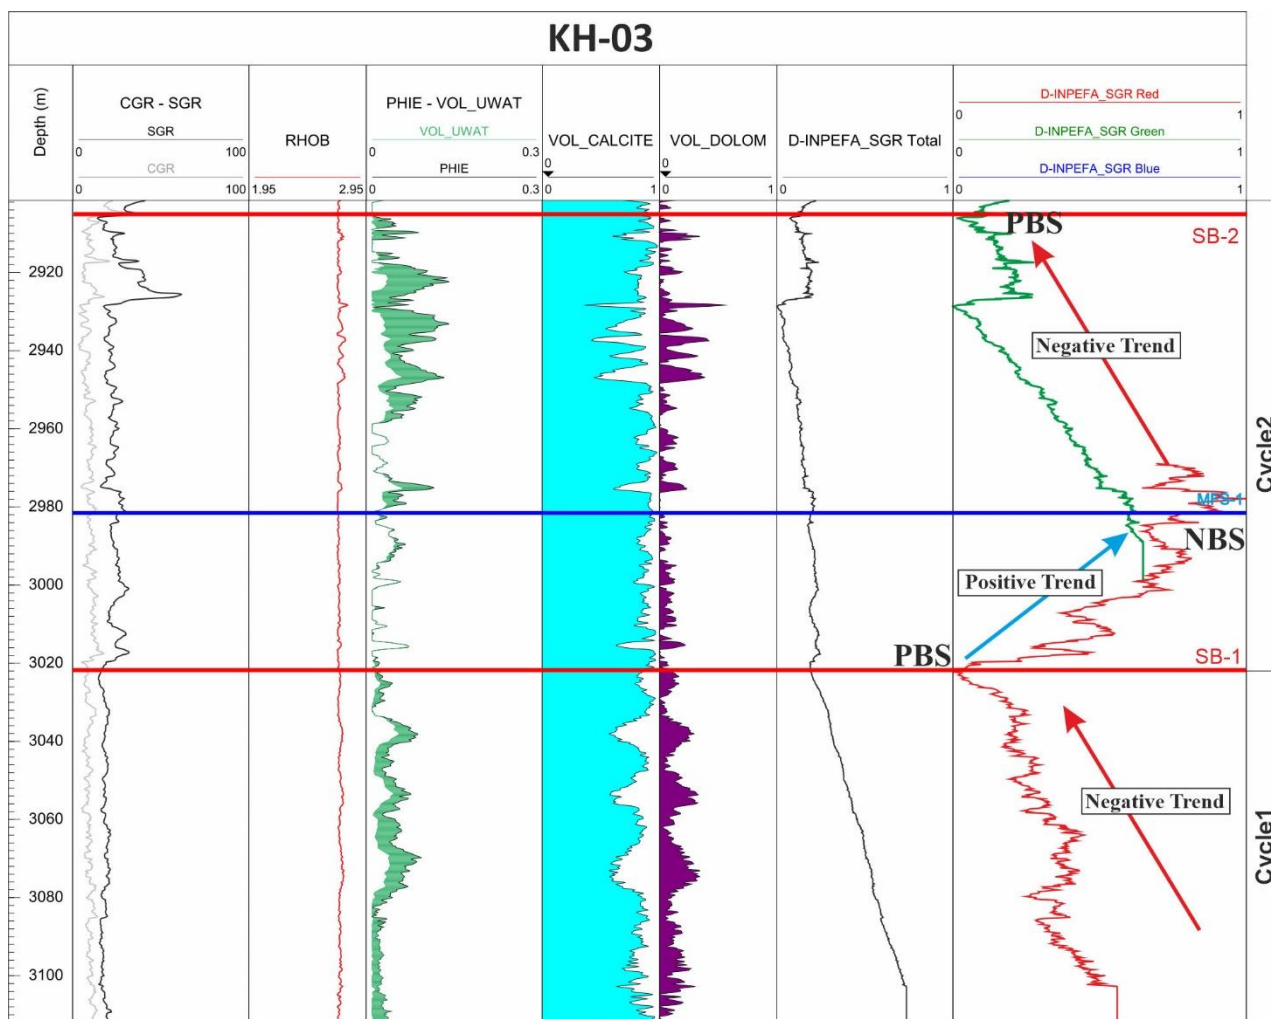 KH-03
Depth (m)
CGR - SGR
SGR
0 100
CGR
0 100
RHOB
1.95 2.95
PHIE - VOL_UWAT
VOL_UWAT
0 0.3
PHIE
0 0.3
VOL_CALCITE
0 1
VOL_DOLOM
0 1
D-INPEFA_SGR Total
0 1
D-INPEFA_SGR Red
0 1
D-INPEFA_SGR Green
0 1
D-INPEFA_SGR Blue
0 1
PBS
SB-2
2920
2940
Negative Trend
2960
Cycle2
2980
MFS-1
NBS
3000
Positive Trend
3020
PBS
SB-1
3040
3060
Negative Trend
Cycle1
3080
3100